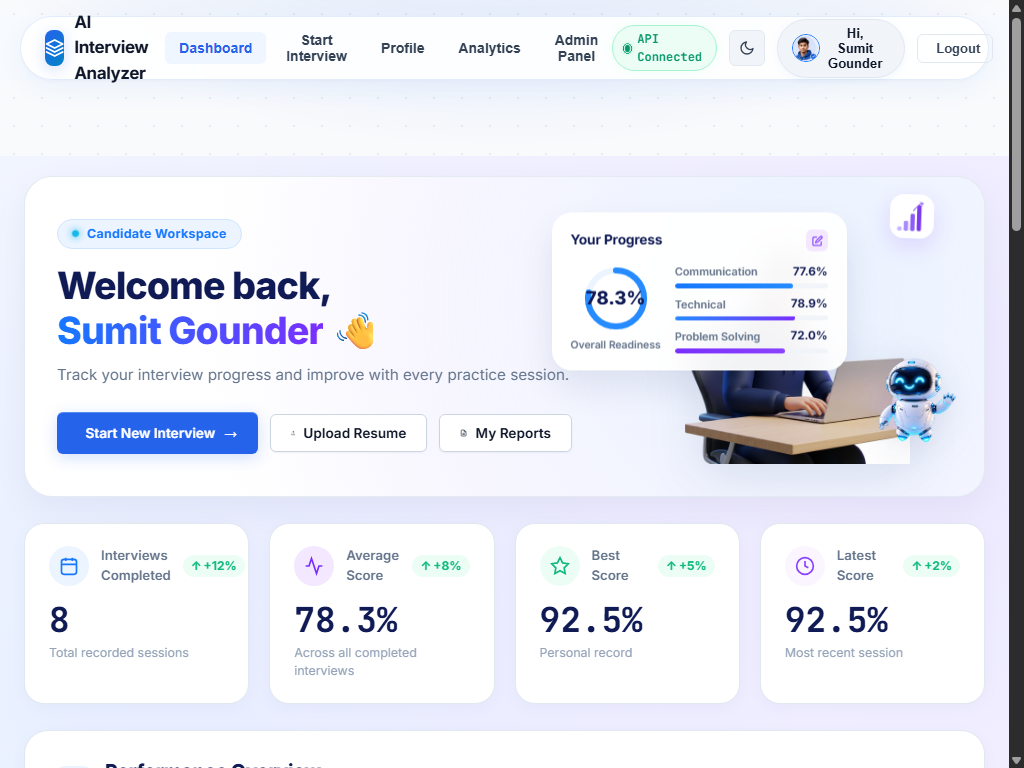 AI
Interview
Analyzer
Dashboard
Start
Interview
Profile
Analytics
Admin
Panel
API
Connected
Hi,
Sumit
Gounder
Logout
Candidate Workspace
Welcome back,
Sumit Gounder 👋
Track your interview progress and improve with every practice session.
Start New Interview →
Upload Resume
My Reports
Your Progress
78.3%
Overall Readiness
Communication 77.6%
Technical 78.9%
Problem Solving 72.0%
Interviews
Completed
↑ +12%
8
Total recorded sessions
Average
Score
↑ +8%
78.3%
Across all completed
interviews
Best
Score
↑ +5%
92.5%
Personal record
Latest
Score
↑ +2%
92.5%
Most recent session
Performance Overview